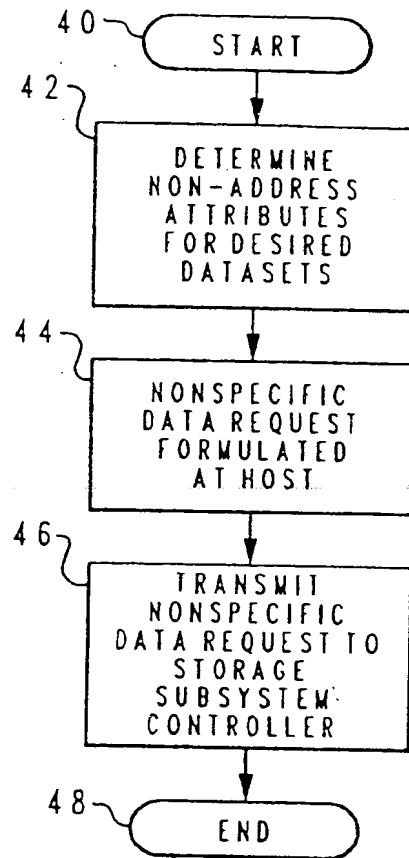 40
START
42
DETERMINE
NON-ADDRESS
ATTRIBUTES
FOR DESIRED
DATASETS
44
NONSPECIFIC
DATA REQUEST
FORMULATED
AT HOST
46
TRANSMIT
NONSPECIFIC
DATA REQUEST TO
STORAGE
SUBSYSTEM
CONTROLLER
48
END